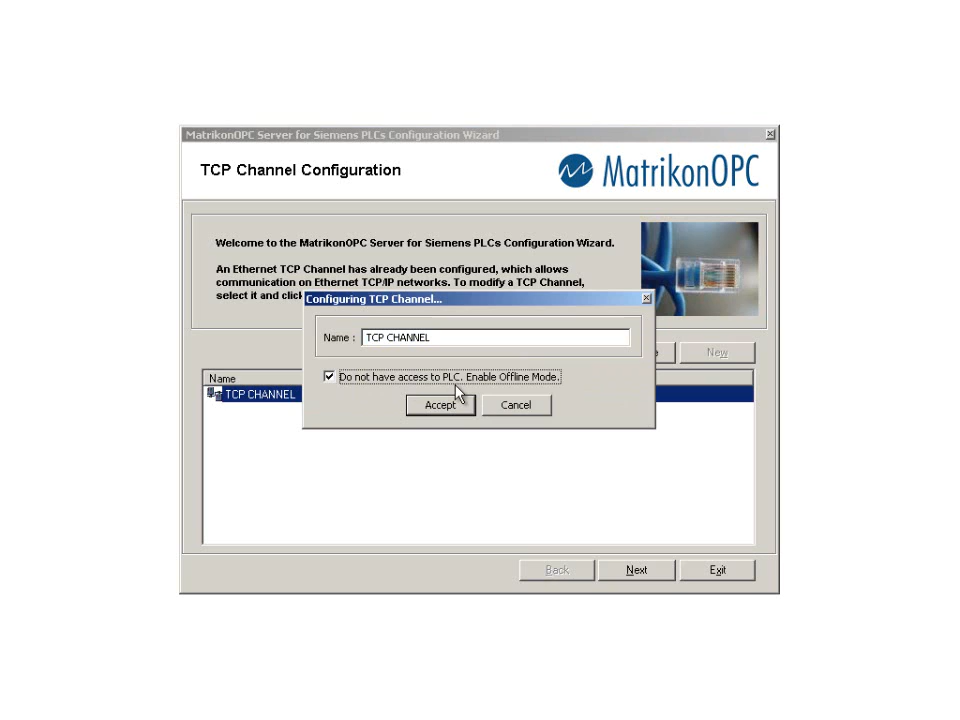 MatrikonOPC Server for Siemens PLCs Configuration Wizard
TCP Channel Configuration
MatrikonOPC
Welcome to the MatrikonOPC Server for Siemens PLCs Configuration Wizard.
An Ethernet TCP Channel has already been configured, which allows
communication on Ethernet TCP/IP networks. To modify a TCP Channel,
select it and click
Configuring TCP Channel...
Name : TCP CHANNEL
Do not have access to PLC. Enable Offline Mode.
Accept Cancel
New
Name
TCP CHANNEL
Back Next Exit